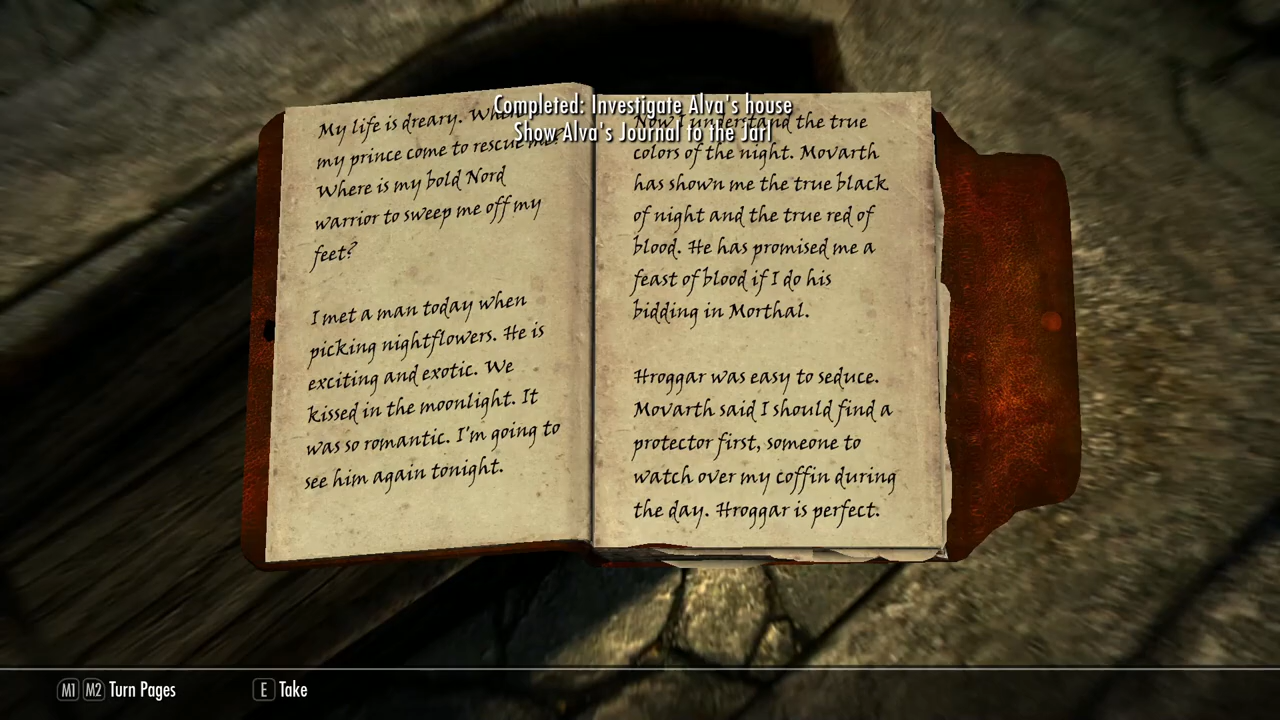 Completed: Investigate Alva's house
Show Alva's Journal to the Jarl
My life is dreary. When
my prince come to rescue me?
Where is my bold Nord
warrior to sweep me off my
feet?
I met a man today when
picking nightflowers. He is
exciting and exotic. We
kissed in the moonlight. It
was so romantic. I'm going to
see him again tonight.
Now I understand the true
colors of the night. Movarth
has shown me the true black
of night and the true red of
blood. He has promised me a
feast of blood if I do his
bidding in Morthal.
Hroggar was easy to seduce.
Movarth said I should find a
protector first, someone to
watch over my coffin during
the day. Hroggar is perfect.
M1 M2 Turn Pages
E Take